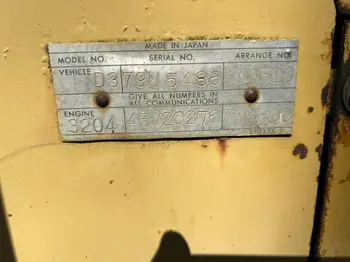 MADE IN JAPAN
MODEL NO. SERIAL NO. ARRANGE NO.
VEHICLE D3 79U5486
GIVE ALL NUMBERS IN
ALL COMMUNICATIONS
ENGINE 3204 45V20276